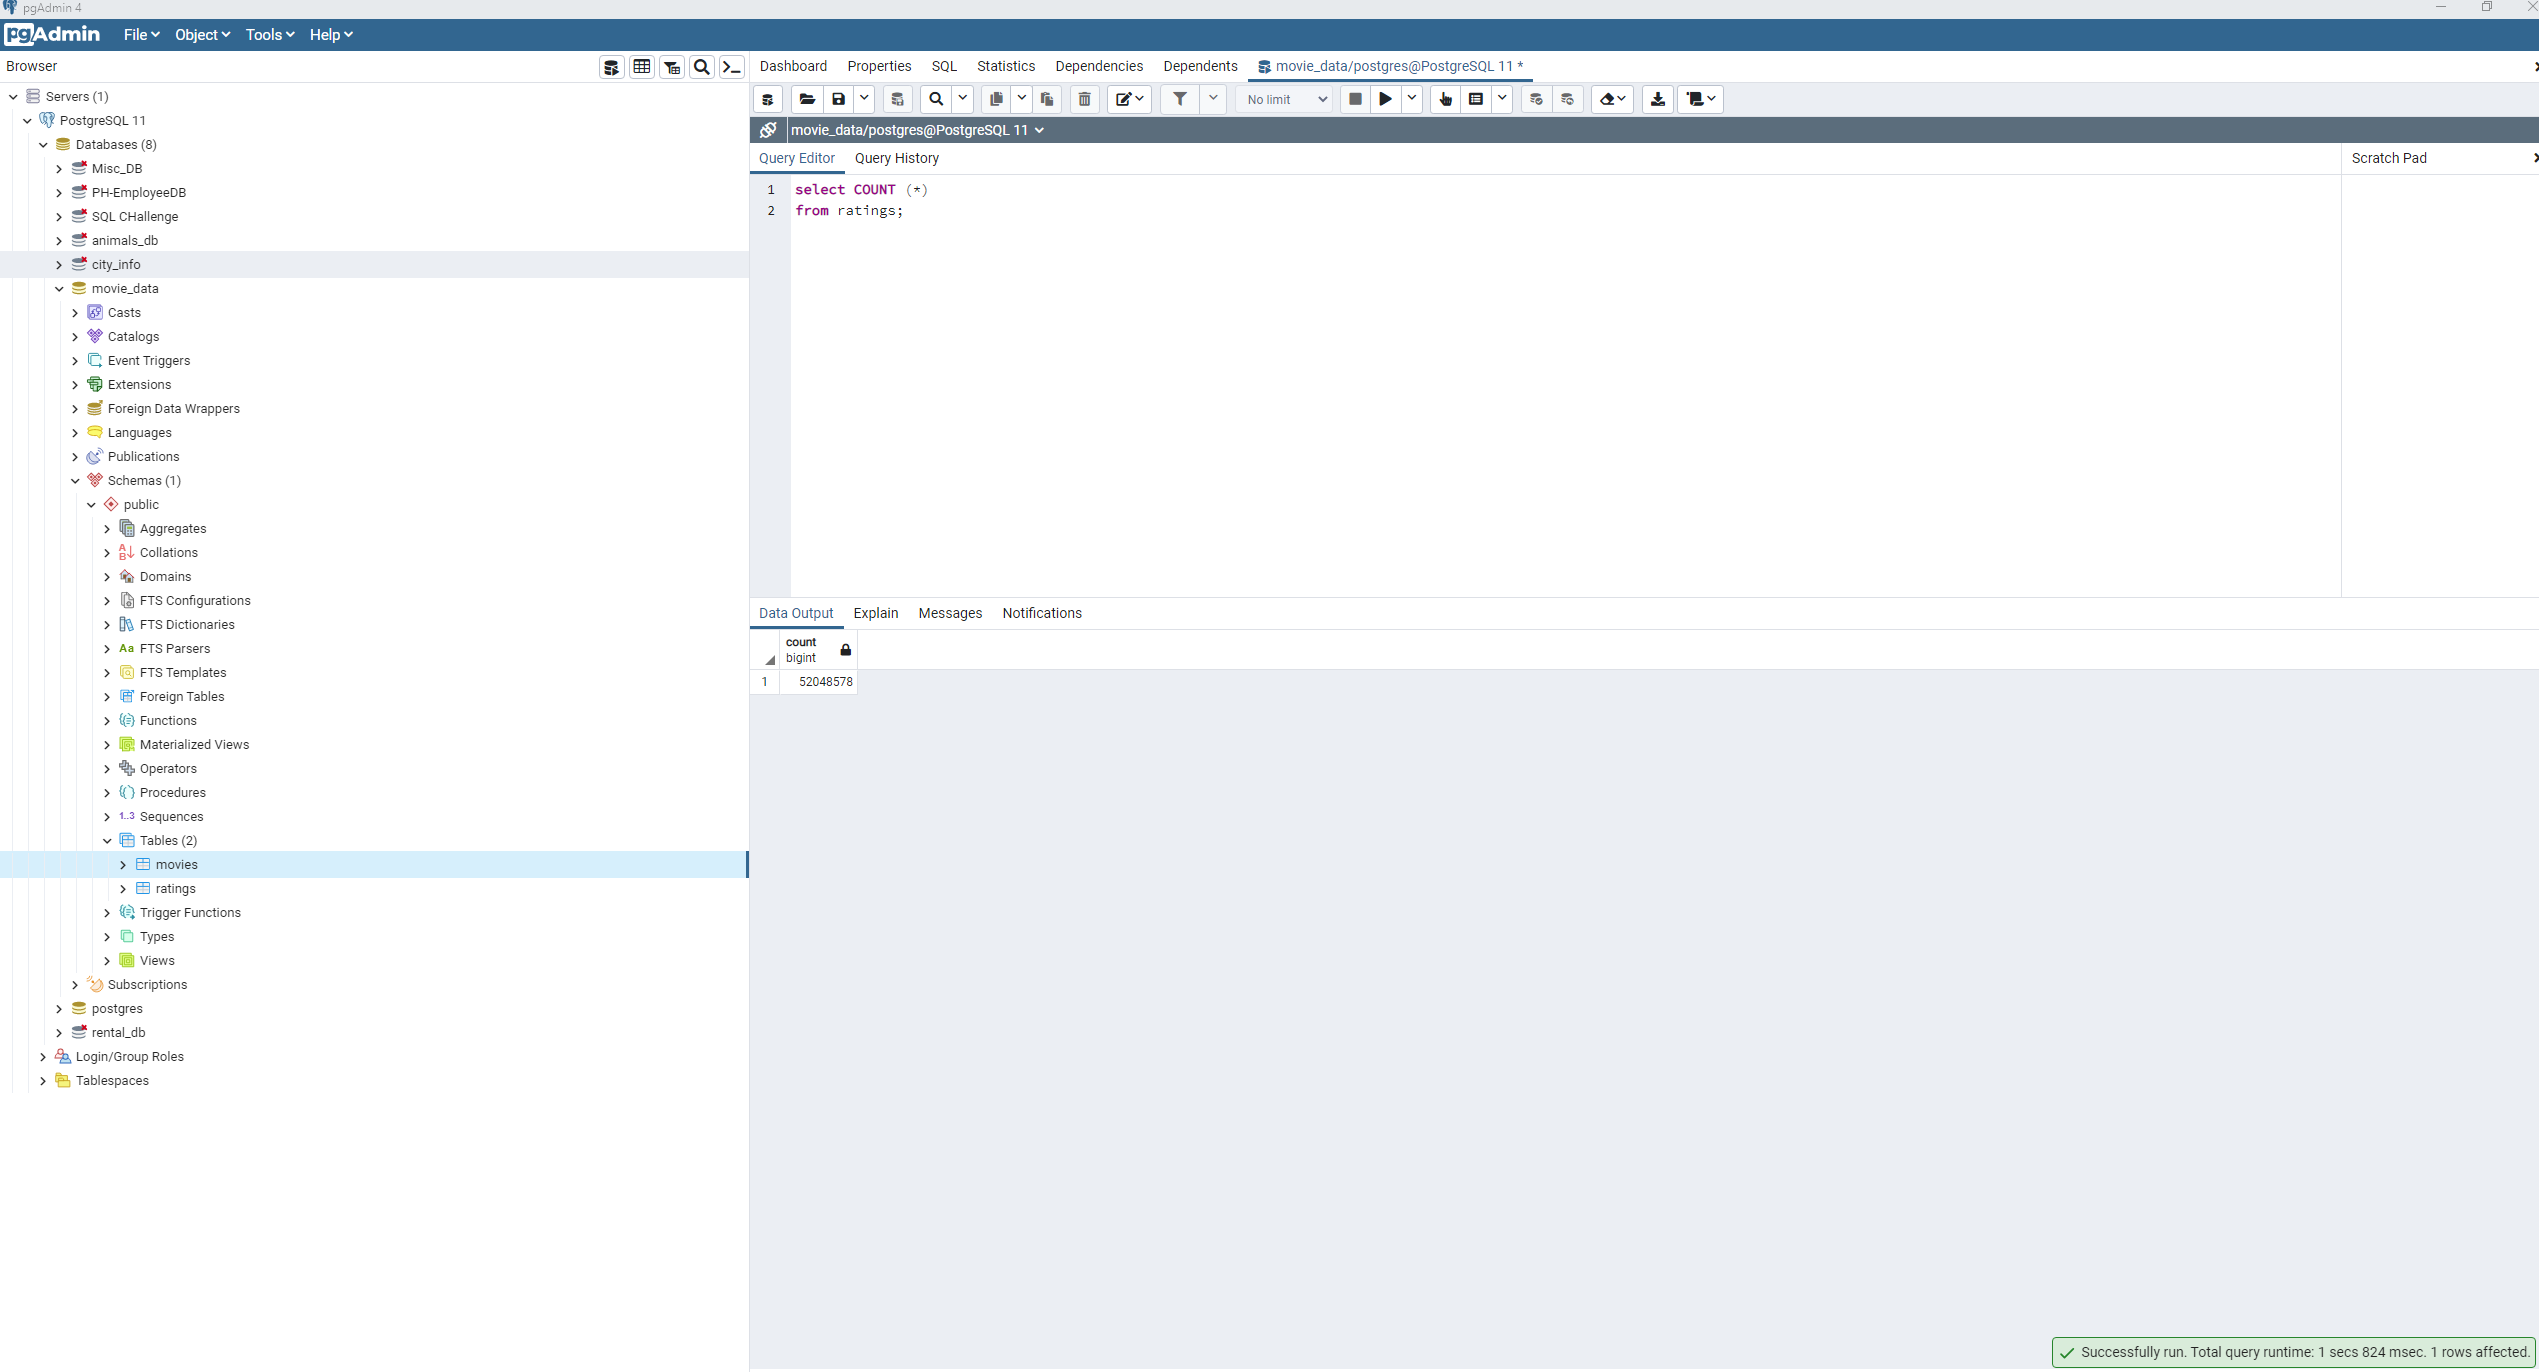 pgAdmin 4
pgAdmin File Object Tools Help
Browser
Servers (1)
PostgreSQL 11
Databases (8)
Misc_DB
PH-EmployeeDB
SQL CHallenge
animals_db
city_info
movie_data
Casts
Catalogs
Event Triggers
Extensions
Foreign Data Wrappers
Languages
Publications
Schemas (1)
public
Aggregates
Collations
Domains
FTS Configurations
FTS Dictionaries
Aa FTS Parsers
FTS Templates
Foreign Tables
Functions
Materialized Views
Operators
Procedures
1..3 Sequences
Tables (2)
movies
ratings
Trigger Functions
Types
Views
Subscriptions
postgres
rental_db
Login/Group Roles
Tablespaces
Dashboard Properties SQL Statistics Dependencies Dependents movie_data/postgres@PostgreSQL 11 *
No limit
movie_data/postgres@PostgreSQL 11
Query Editor Query History
Scratch Pad
1 select COUNT (*)
2 from ratings;
Data Output Explain Messages Notifications
count
bigint
1 52048578
Successfully run. Total query runtime: 1 secs 824 msec. 1 rows affected.